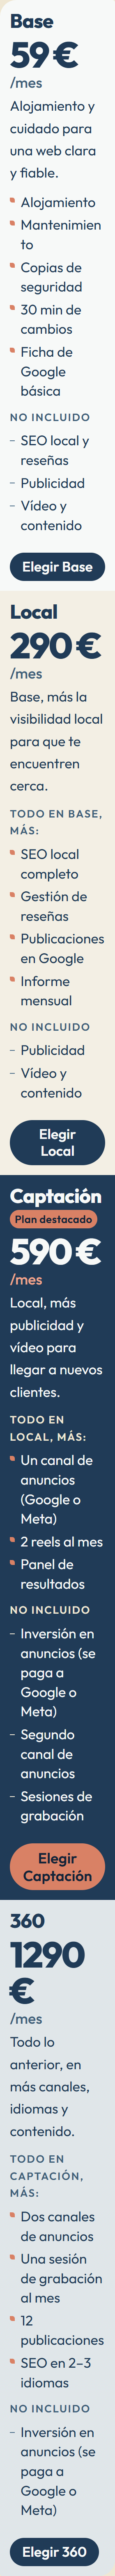 Base
59 €
/mes
Alojamiento y
cuidado para
una web clara
y fiable.
Alojamiento
Mantenimien
to
Copias de
seguridad
30 min de
cambios
Ficha de
Google
básica
NO INCLUIDO
– SEO local y
reseñas
– Publicidad
– Vídeo y
contenido
Elegir Base
Local
290 €
/mes
Base, más la
visibilidad local
para que te
encuentren
cerca.
TODO EN BASE,
MÁS:
SEO local
completo
Gestión de
reseñas
Publicaciones
en Google
Informe
mensual
NO INCLUIDO
– Publicidad
– Vídeo y
contenido
Elegir
Local
Captación
Plan destacado
590 €
/mes
Local, más
publicidad y
vídeo para
llegar a nuevos
clientes.
TODO EN
LOCAL, MÁS:
Un canal de
anuncios
(Google o
Meta)
2 reels al mes
Panel de
resultados
NO INCLUIDO
– Inversión en
anuncios (se
paga a
Google o
Meta)
– Segundo
canal de
anuncios
– Sesiones de
grabación
Elegir
Captación
360
1290
€
/mes
Todo lo
anterior, en
más canales,
idiomas y
contenido.
TODO EN
CAPTACIÓN,
MÁS:
Dos canales
de anuncios
Una sesión
de grabación
al mes
12
publicaciones
SEO en 2–3
idiomas
NO INCLUIDO
– Inversión en
anuncios (se
paga a
Google o
Meta)
Elegir 360